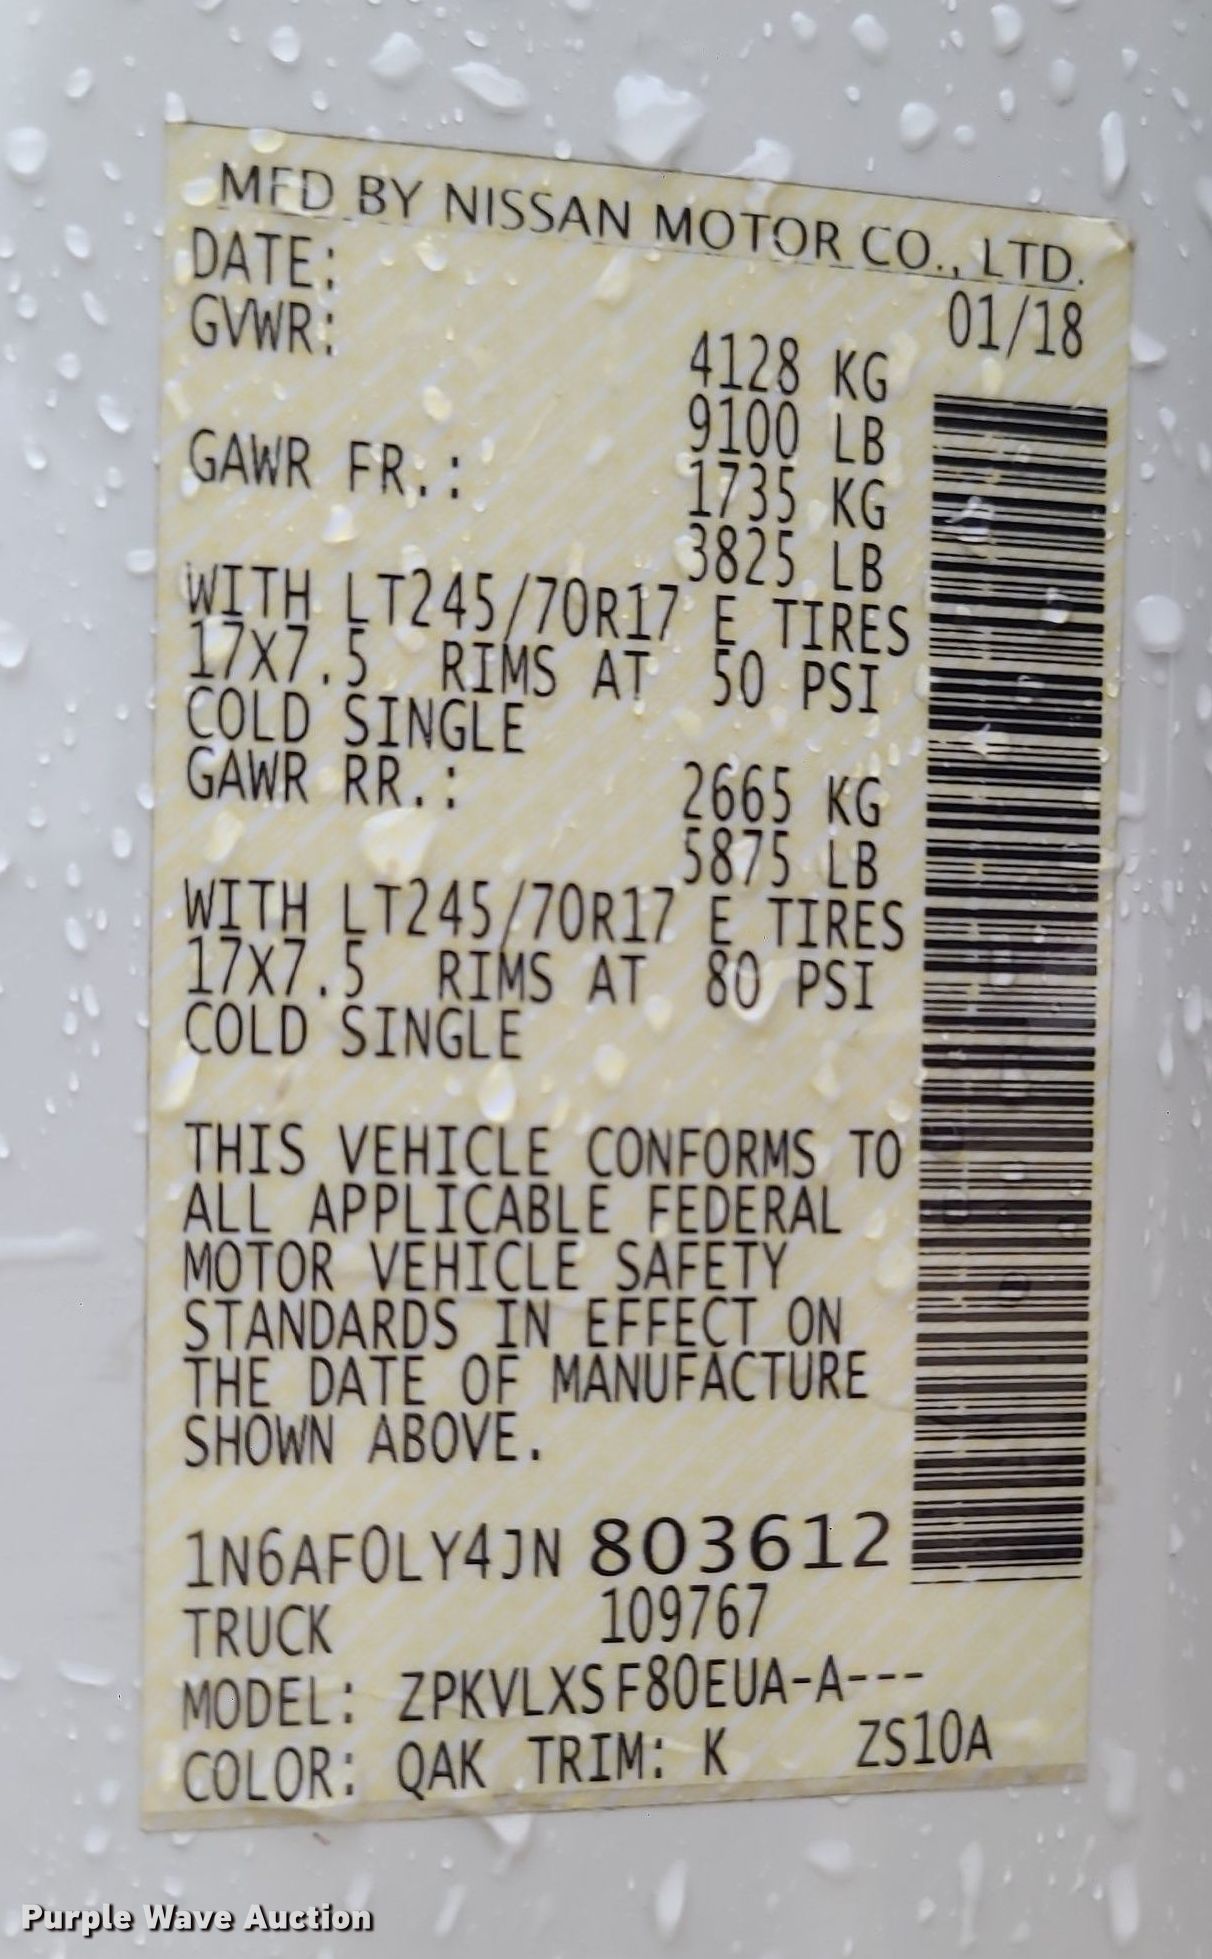 MFD BY NISSAN MOTOR CO., LTD.
DATE: 01/18
GVWR: 4128 KG
9100 LB
GAWR FR.: 1735 KG
3825 LB
WITH LT245/70R17 E TIRES
17X7.5 RIMS AT 50 PSI
COLD SINGLE
GAWR RR.: 2665 KG
5875 LB
WITH LT245/70R17 E TIRES
17X7.5 RIMS AT 80 PSI
COLD SINGLE
THIS VEHICLE CONFORMS TO
ALL APPLICABLE FEDERAL
MOTOR VEHICLE SAFETY
STANDARDS IN EFFECT ON
THE DATE OF MANUFACTURE
SHOWN ABOVE.
1N6AF0LY4JN 803612
TRUCK 109767
MODEL: ZPKVLXSF80EUA-A---
COLOR: QAK TRIM: K ZS10A
Purple Wave Auction